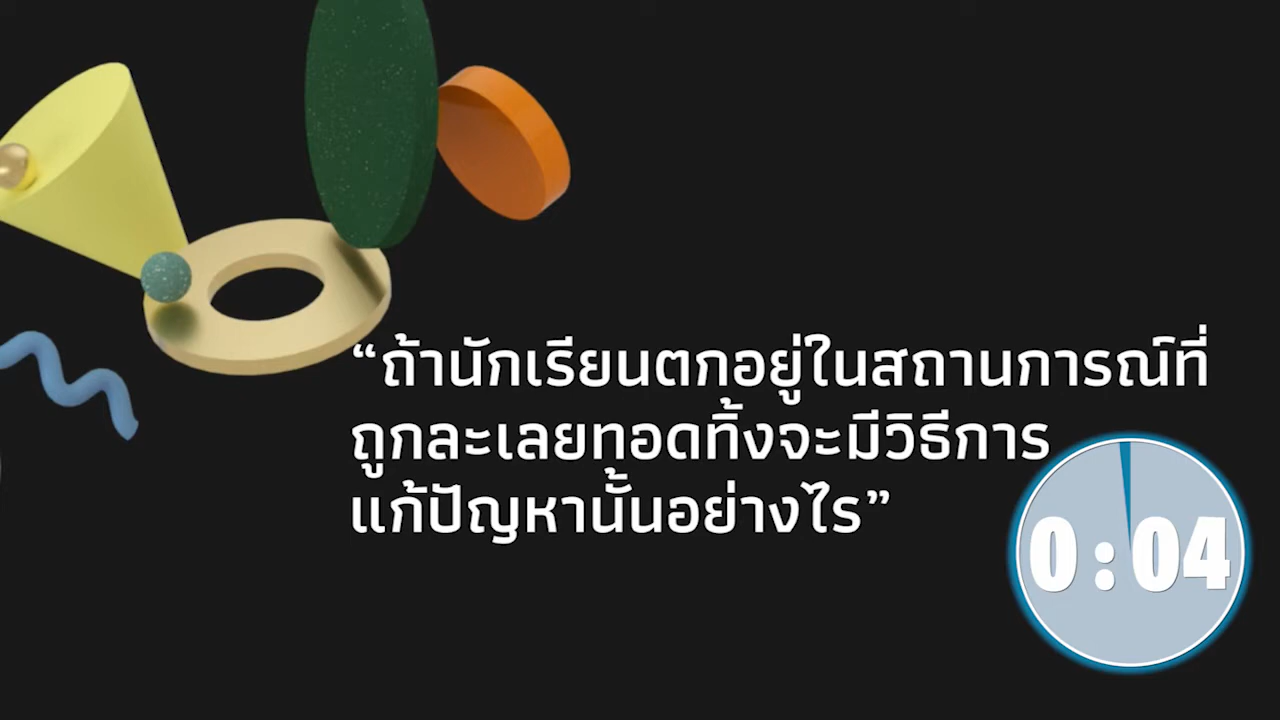 “ถ้านักเรียนตกอยู่ในสถานการณ์ที่
ถูกละเลยทอดทิ้งจะมีวิธีการ
แก้ปัญหานั้นอย่างไร”
0:04